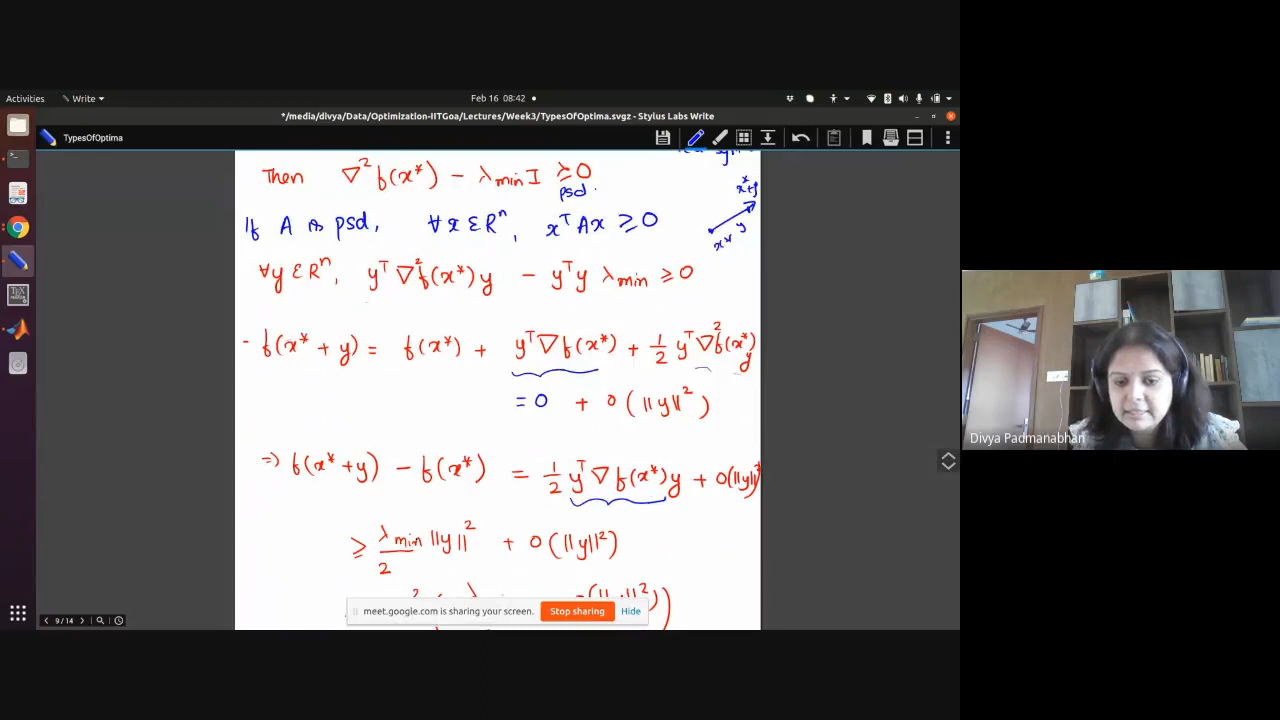 Activities Write Feb 16 08:42
*/media/divya/Data/Optimization-IITGoa/Lectures/Week3/TypesOfOptima.svgz - Stylus Labs Write
TypesOfOptima
Then ∇²f(x*) - λmin I ≽ 0
psd.
x*+y
If A is psd, ∀x ∈ Rⁿ, xᵀAx ≥ 0
y
x*
∀y ∈ Rⁿ, yᵀ∇²f(x*)y - yᵀy λmin ≥ 0
- f(x* + y) = f(x*) + yᵀ∇f(x*) + 1/2 yᵀ∇²f(x*)y
= 0 + o(||y||²)
=) f(x* + y) - f(x*) = 1/2 yᵀ∇f(x*)y + o(||y||²)
≥ λmin/2 ||y||² + o(||y||²)
meet.google.com is sharing your screen. Stop sharing Hide
9/14
Divya Padmanabhan